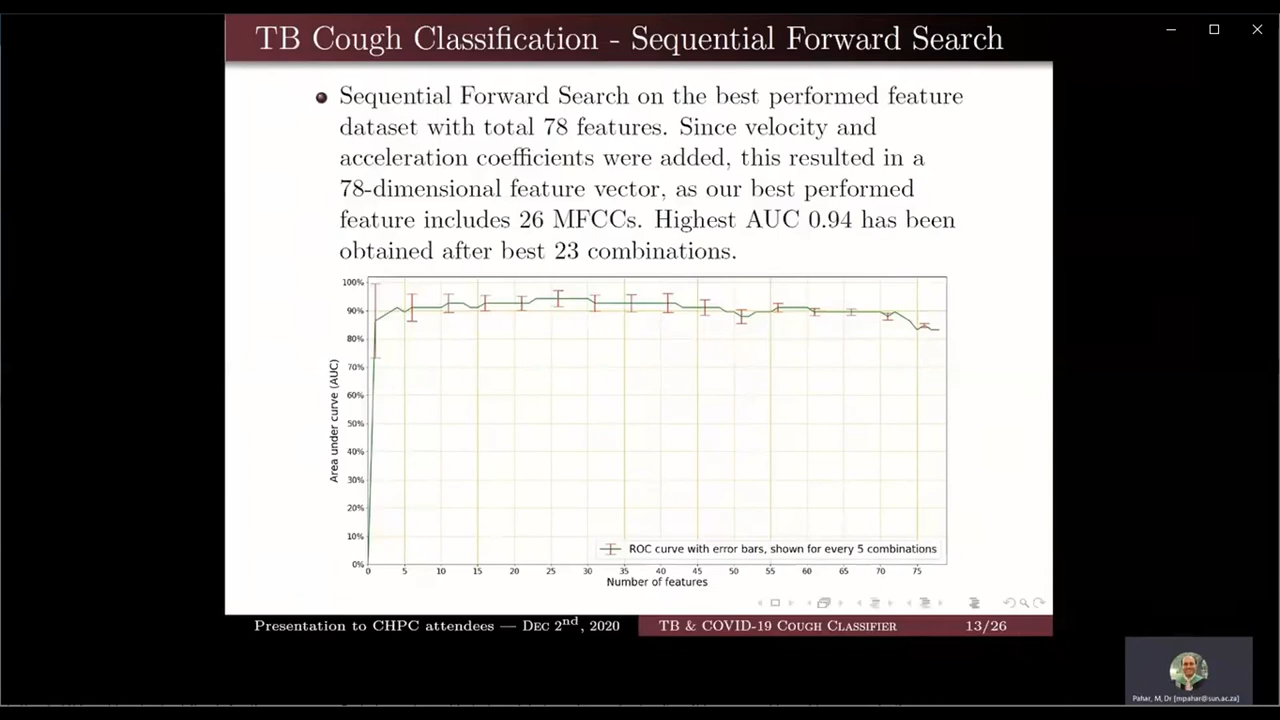 TB Cough Classification - Sequential Forward Search
Sequential Forward Search on the best performed feature
dataset with total 78 features. Since velocity and
acceleration coefficients were added, this resulted in a
78-dimensional feature vector, as our best performed
feature includes 26 MFCCs. Highest AUC 0.94 has been
obtained after best 23 combinations.
100%
90%
80%
70%
60%
50%
40%
30%
20%
10%
0%
Area under curve (AUC)
ROC curve with error bars, shown for every 5 combinations
0 5 10 15 20 25 30 35 40 45 50 55 60 65 70 75
Number of features
Presentation to CHPC attendees — Dec 2nd, 2020
TB & COVID-19 Cough Classifier
13/26
Pahar, M, Dr [mpahar@sun.ac.za]